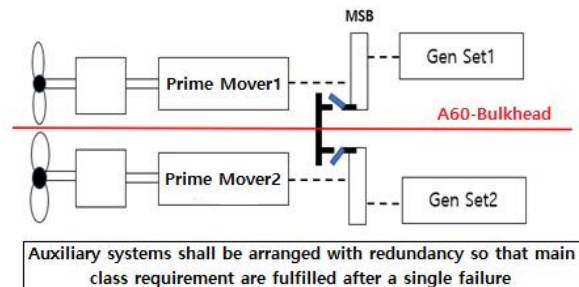 MSB
Gen Set1
Prime Mover1
A60-Bulkhead
Prime Mover2
Gen Set2
Auxiliary systems shall be arranged with redundancy so that main
class requirement are fulfilled after a single failure